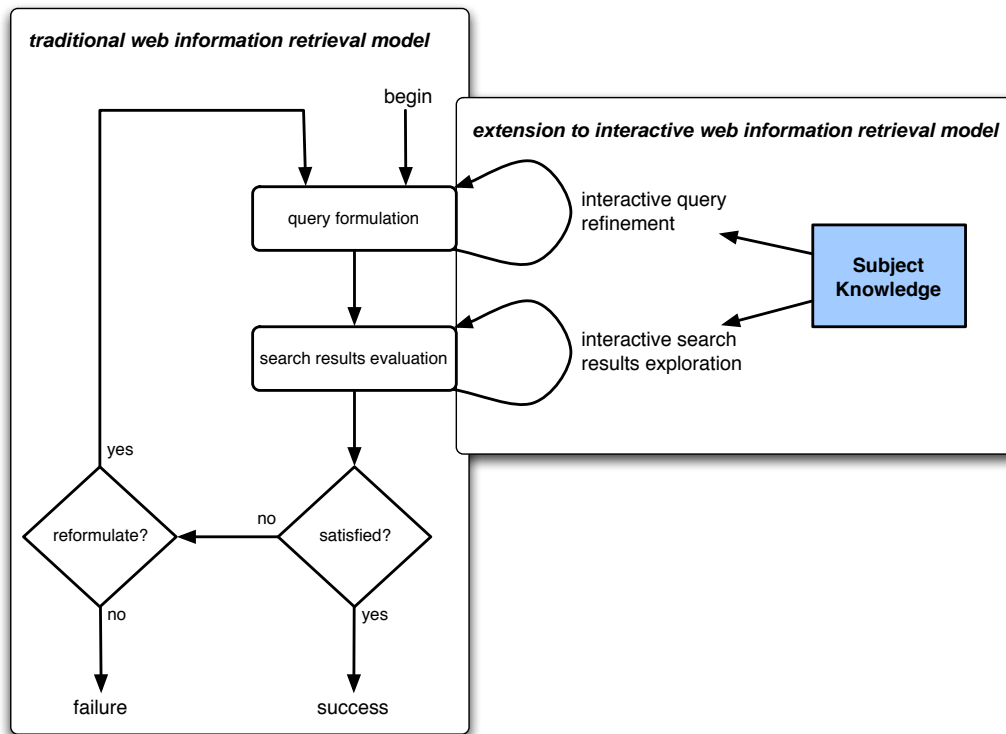 traditional web information retrieval model
begin
extension to interactive web information retrieval model
query formulation
interactive query
refinement
Subject
Knowledge
search results evaluation
interactive search
results exploration
yes
reformulate?
no
satisfied?
no
yes
failure
success